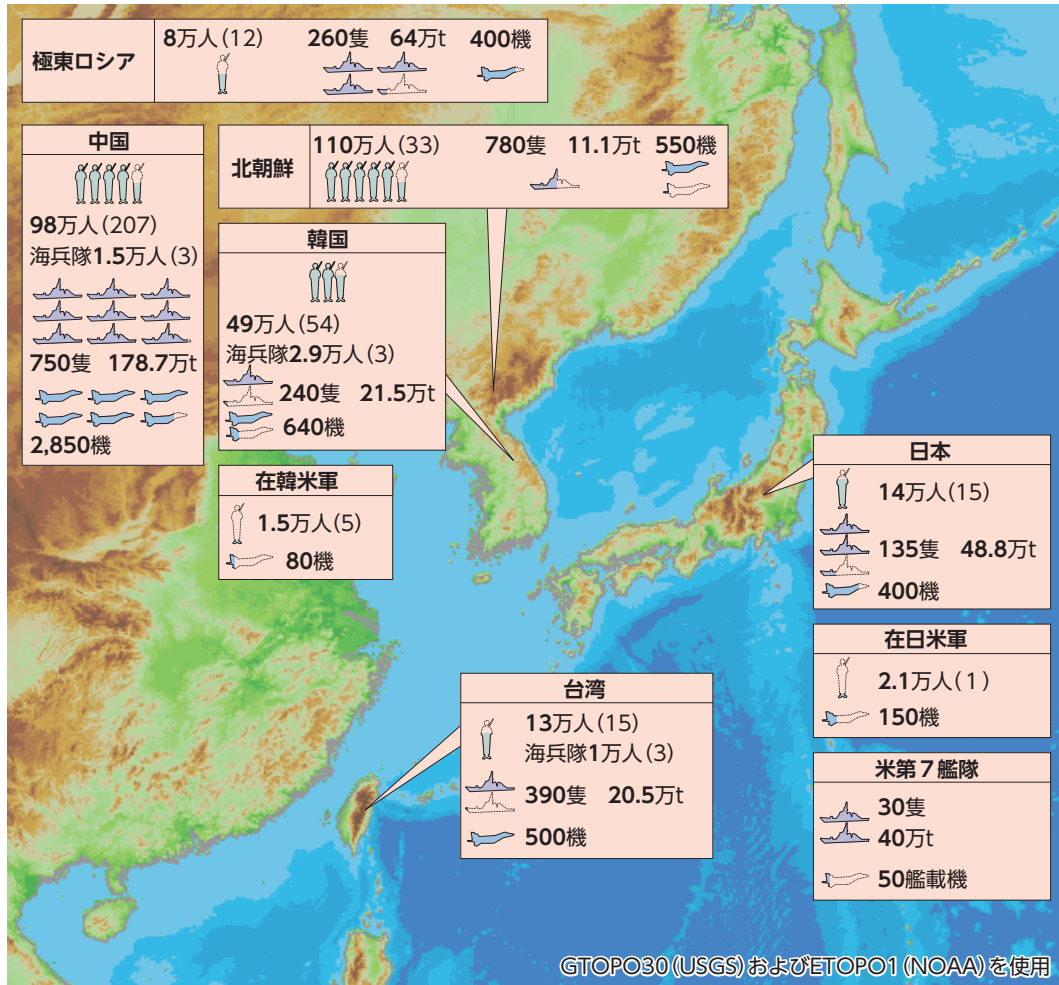 極東ロシア
8万人(12) 260隻 64万t 400機
中国
98万人(207)
海兵隊1.5万人(3)
750隻 178.7万t
2,850機
北朝鮮
110万人(33) 780隻 11.1万t 550機
韓国
49万人(54)
海兵隊2.9万人(3)
240隻 21.5万t
640機
在韓米軍
1.5万人(5)
80機
日本
14万人(15)
135隻 48.8万t
400機
在日米軍
2.1万人(1)
150機
台湾
13万人(15)
海兵隊1万人(3)
390隻 20.5万t
500機
米第7艦隊
30隻
40万t
50艦載機
GTOPO30(USGS)およびETOPO1(NOAA)を使用